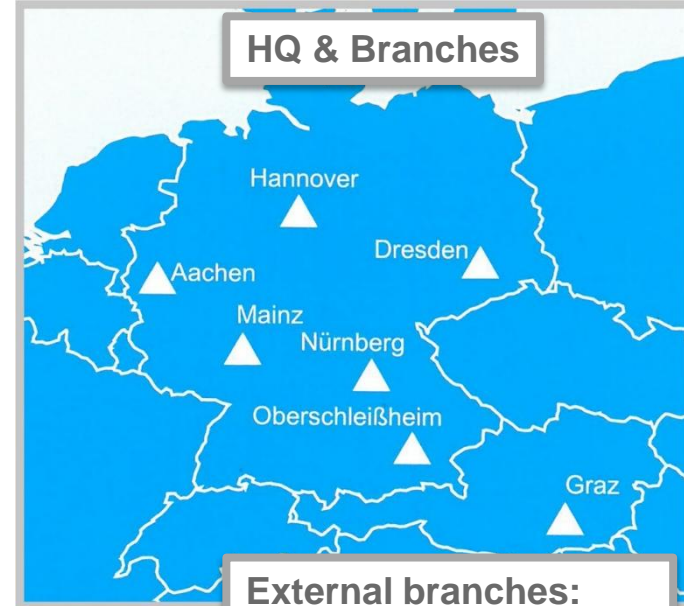 HQ & Branches
Hannover
Dresden
Aachen
Mainz
Nürnberg
Oberschleißheim
Graz
External branches: